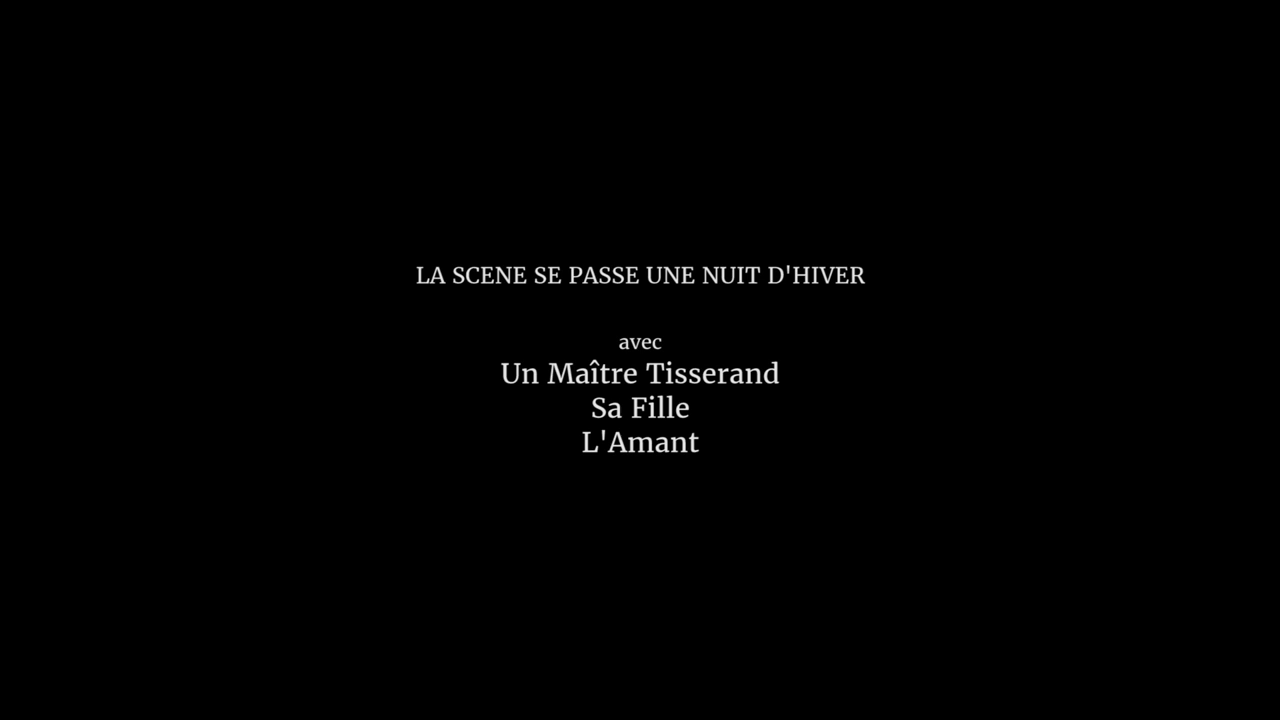 LA SCENE SE PASSE UNE NUIT D'HIVER
avec
Un Maître Tisserand
Sa Fille
L'Amant